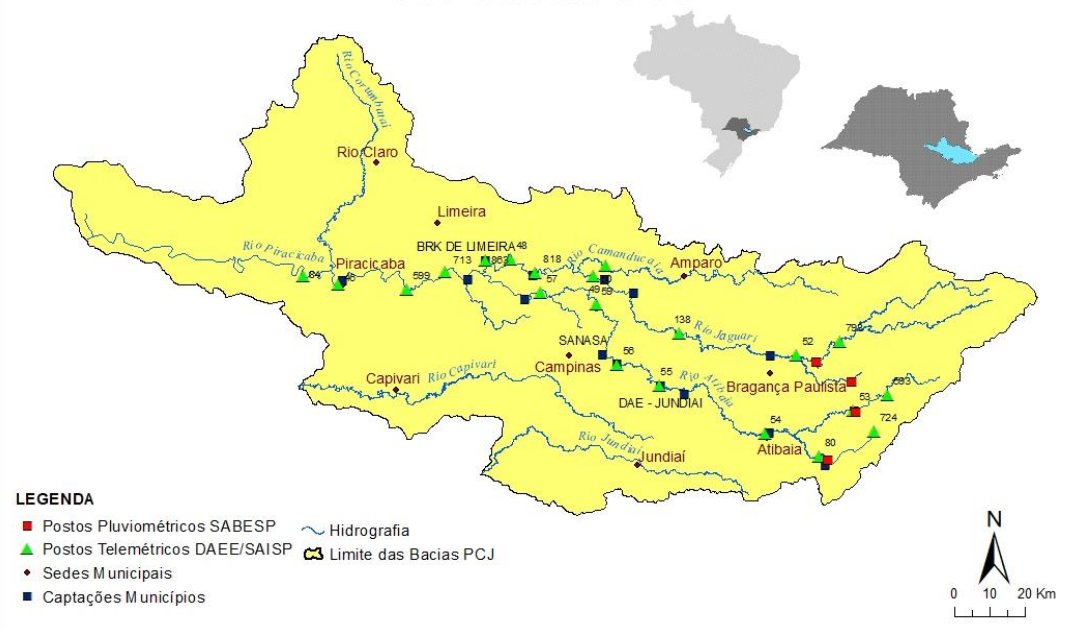 Rio Corumbataí
Rio Claro
Limeira
BRK DE LIMEIRA
48
Rio Camanducaia
Rio Piracicaba
Piracicaba
713
818
Amparo
84
599
57
49
59
138
Rio Jaguari
52
SANASA
Campinas
56
Capivari
Rio Capivari
55
Rio Atibaia
Bragança Paulista
DAE - JUNDIAI
53
724
54
Atibaia
80
Rio Jundiaí
Jundiaí
LEGENDA
Postos Pluviométricos SABESP
Postos Telemétricos DAEE/SAISP
Sedes Municipais
Captações Municípios
Hidrografia
Limite das Bacias PCJ
N
0 10 20 Km